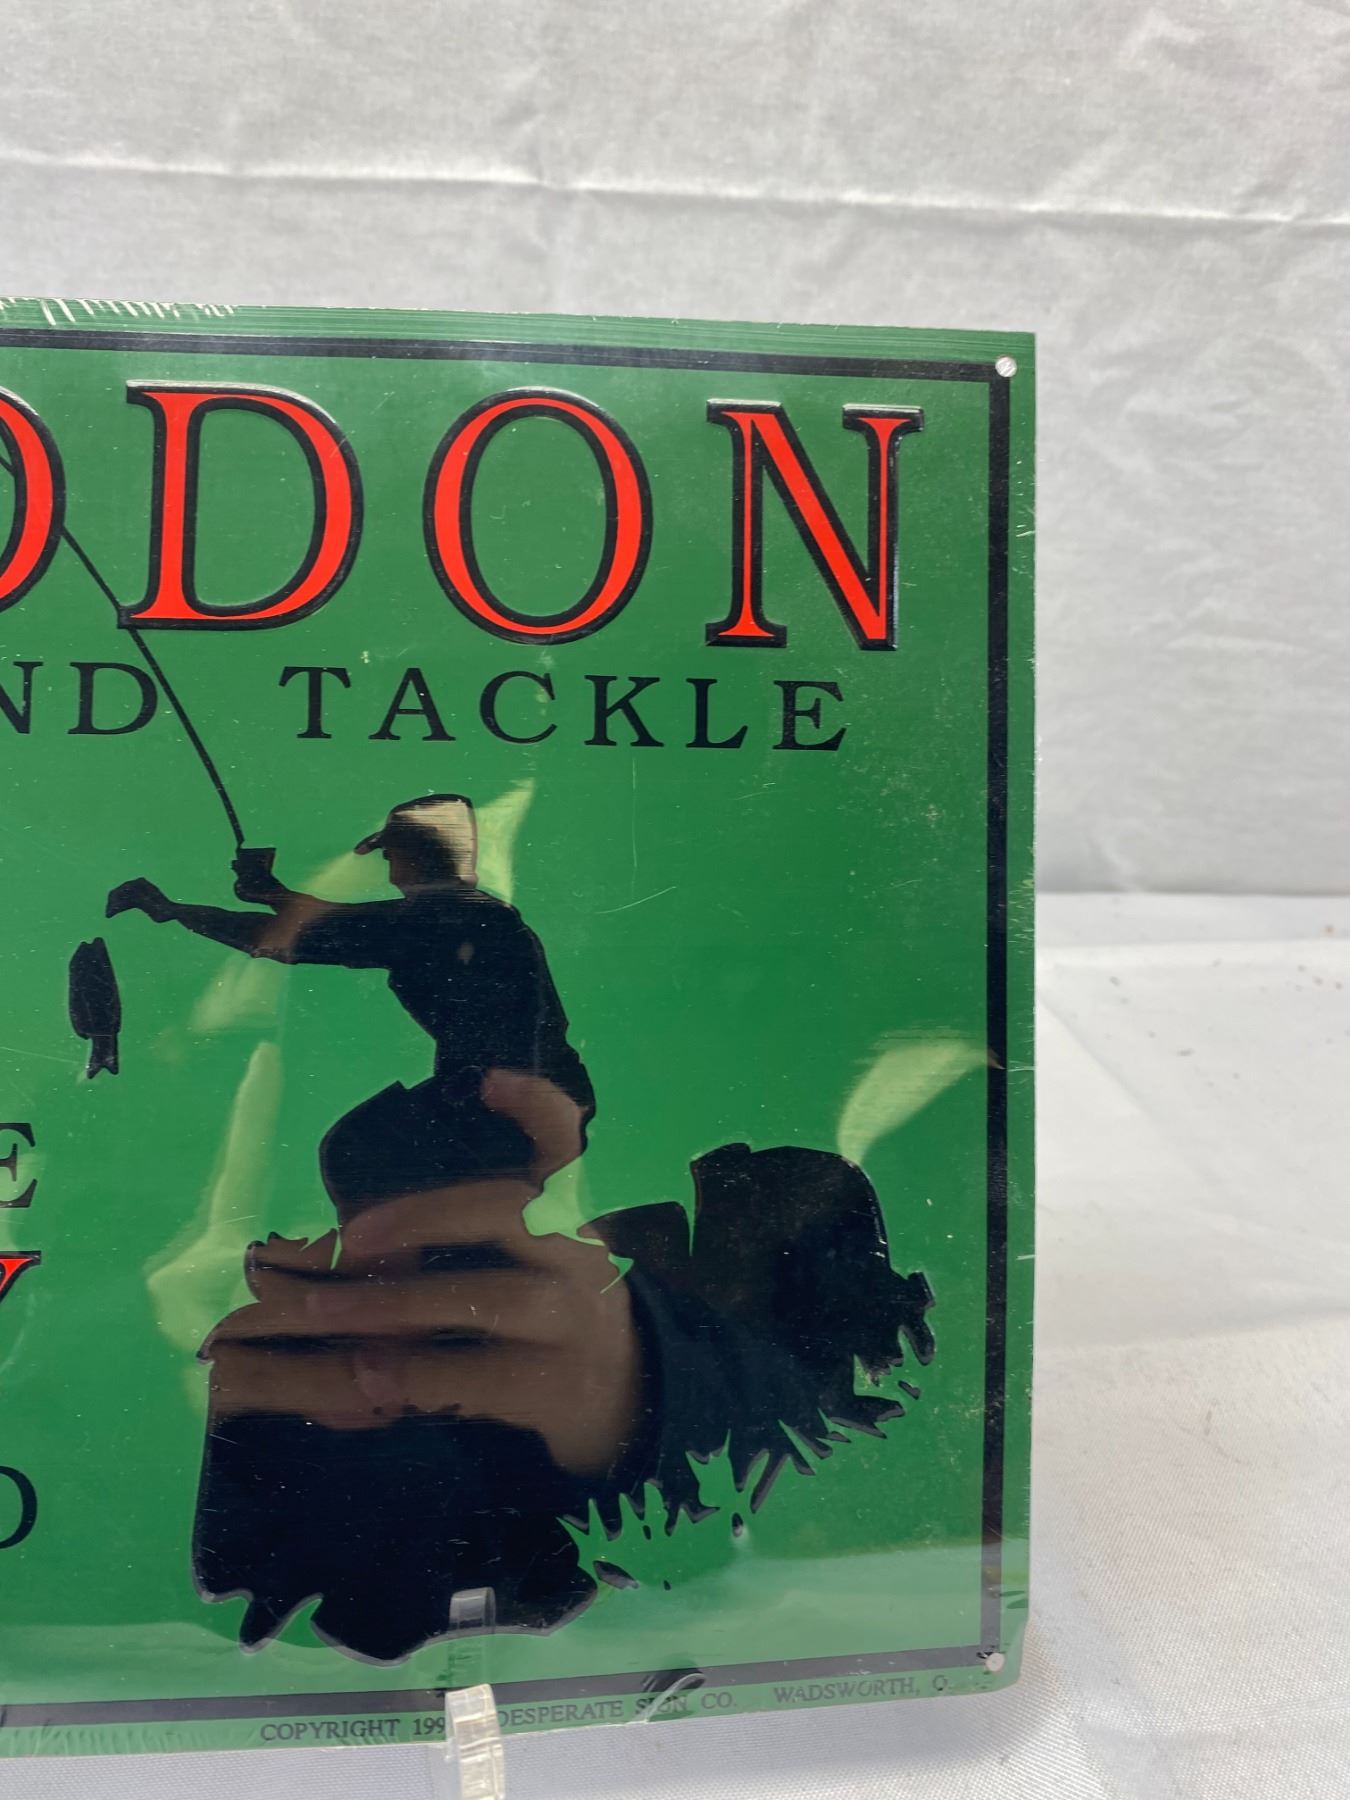 ODON
ND TACKLE
E
Y
O
COPYRIGHT 199 DESPERATE SIGN CO. WADSWORTH, O.